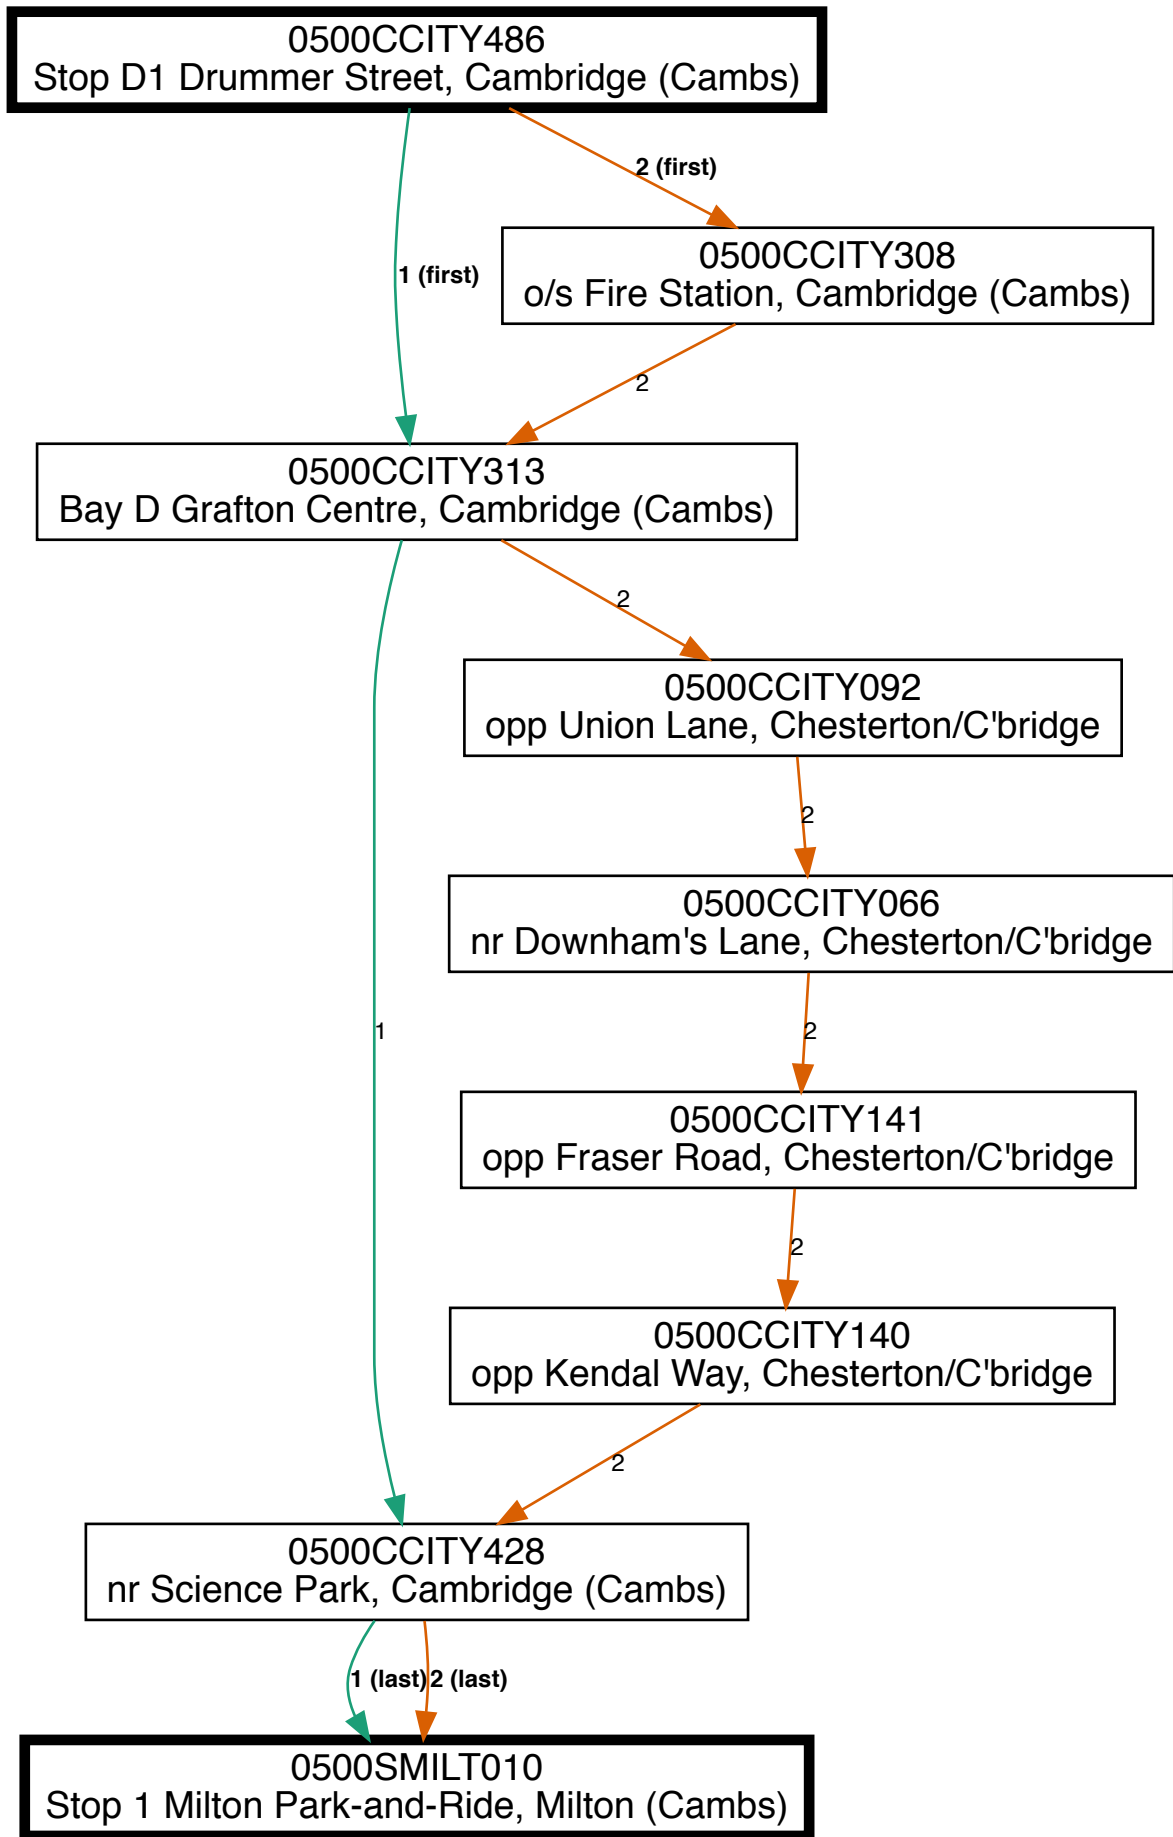 0500CCITY486
Stop D1 Drummer Street, Cambridge (Cambs)
2 (first)
0500CCITY308
o/s Fire Station, Cambridge (Cambs)
1 (first)
2
0500CCITY313
Bay D Grafton Centre, Cambridge (Cambs)
2
0500CCITY092
opp Union Lane, Chesterton/C'bridge
2
0500CCITY066
nr Downham's Lane, Chesterton/C'bridge
1
2
0500CCITY141
opp Fraser Road, Chesterton/C'bridge
2
0500CCITY140
opp Kendal Way, Chesterton/C'bridge
2
0500CCITY428
nr Science Park, Cambridge (Cambs)
1 (last)
2 (last)
0500SMILT010
Stop 1 Milton Park-and-Ride, Milton (Cambs)